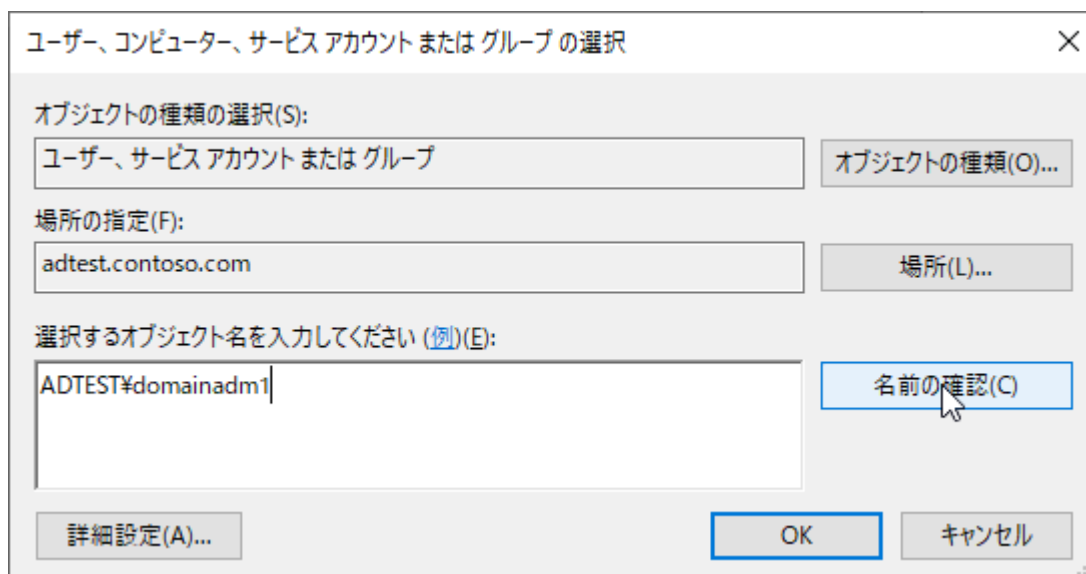 ユーザー、コンピューター、サービス アカウント または グループ の選択
オブジェクトの種類の選択(S):
ユーザー、サービス アカウント または グループ
オブジェクトの種類(O)...
場所の指定(F):
adtest.contoso.com
場所(L)...
選択するオブジェクト名を入力してください (例)(E):
ADTEST¥domainadm1
名前の確認(C)
詳細設定(A)...
OK
キャンセル